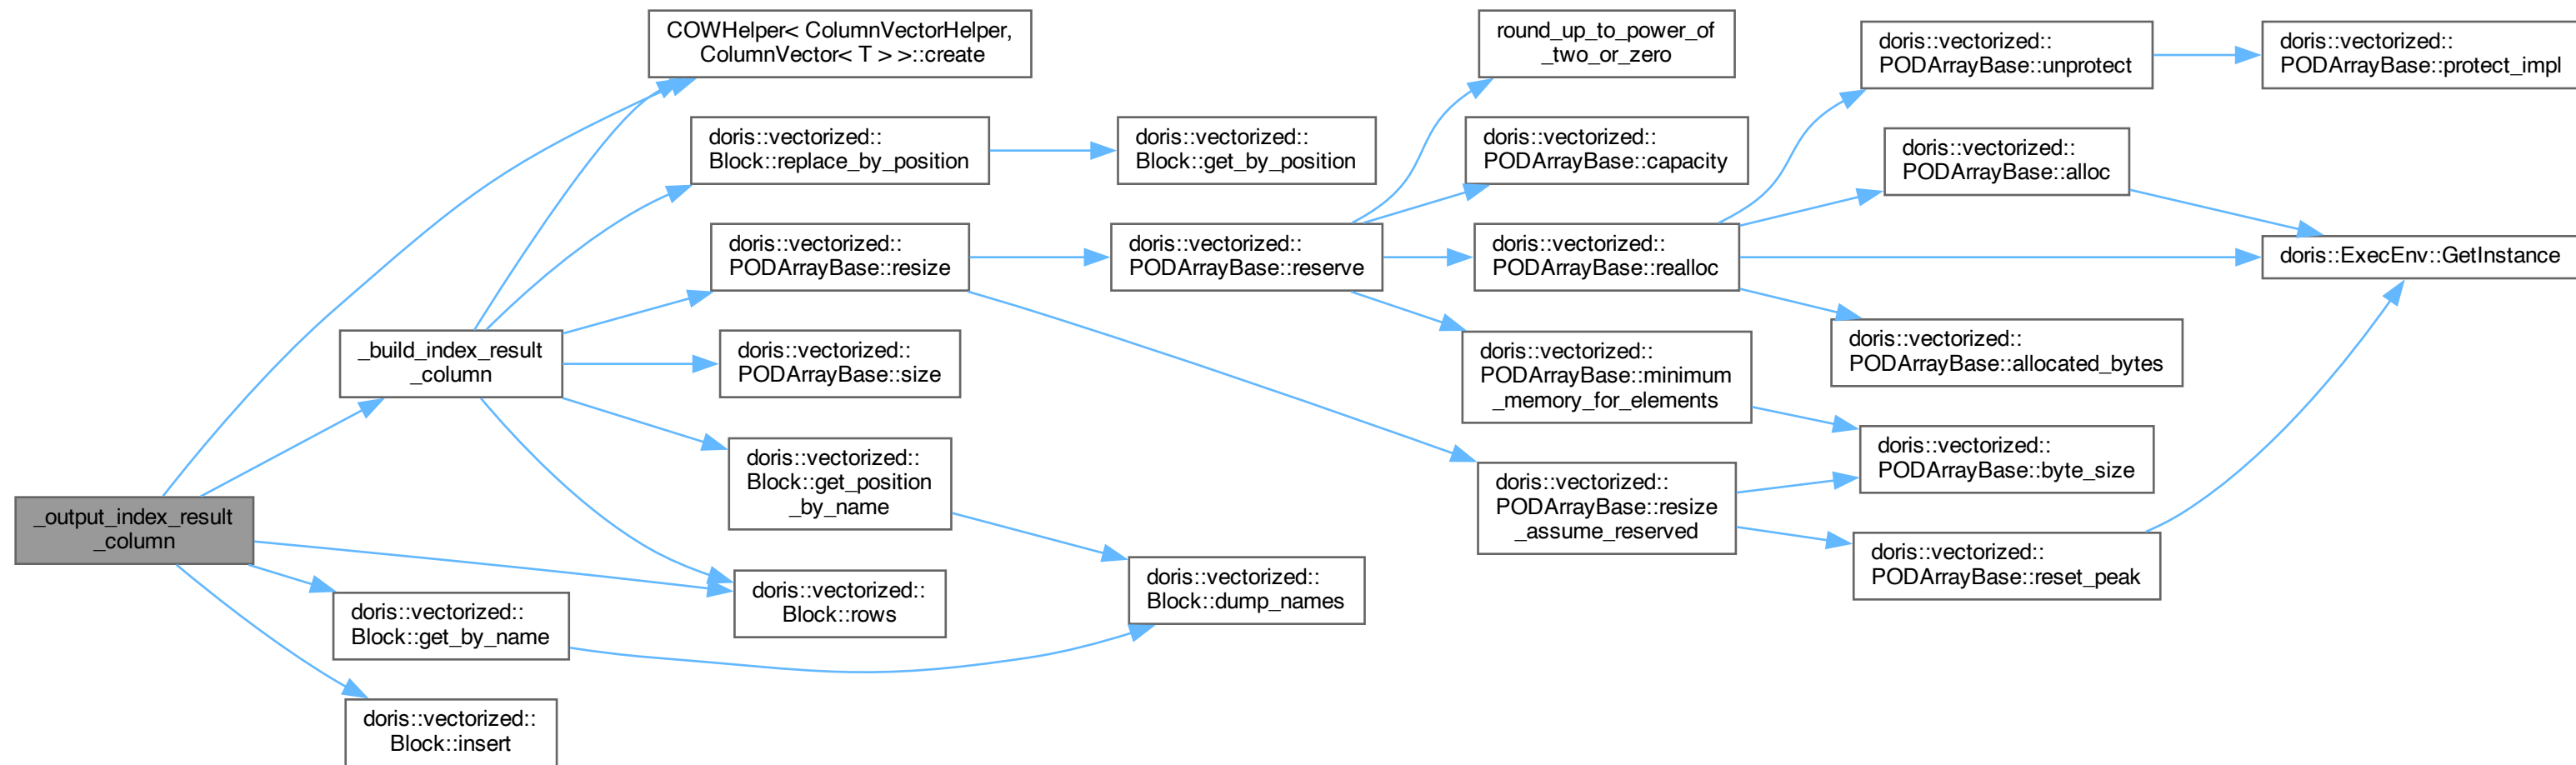 _output_index_result
_column
COWHelper< ColumnVectorHelper,
ColumnVector< T > >::create
_build_index_result
_column
doris::vectorized::
Block::replace_by_position
doris::vectorized::
Block::get_by_position
doris::vectorized::
PODArrayBase::resize
doris::vectorized::
PODArrayBase::reserve
round_up_to_power_of
_two_or_zero
doris::vectorized::
PODArrayBase::capacity
doris::vectorized::
PODArrayBase::realloc
doris::vectorized::
PODArrayBase::unprotect
doris::vectorized::
PODArrayBase::protect_impl
doris::vectorized::
PODArrayBase::alloc
doris::ExecEnv::GetInstance
doris::vectorized::
PODArrayBase::allocated_bytes
doris::vectorized::
PODArrayBase::minimum
_memory_for_elements
doris::vectorized::
PODArrayBase::byte_size
doris::vectorized::
PODArrayBase::resize
_assume_reserved
doris::vectorized::
PODArrayBase::reset_peak
doris::vectorized::
PODArrayBase::size
doris::vectorized::
Block::get_position
_by_name
doris::vectorized::
Block::dump_names
doris::vectorized::
Block::rows
doris::vectorized::
Block::get_by_name
doris::vectorized::
Block::insert